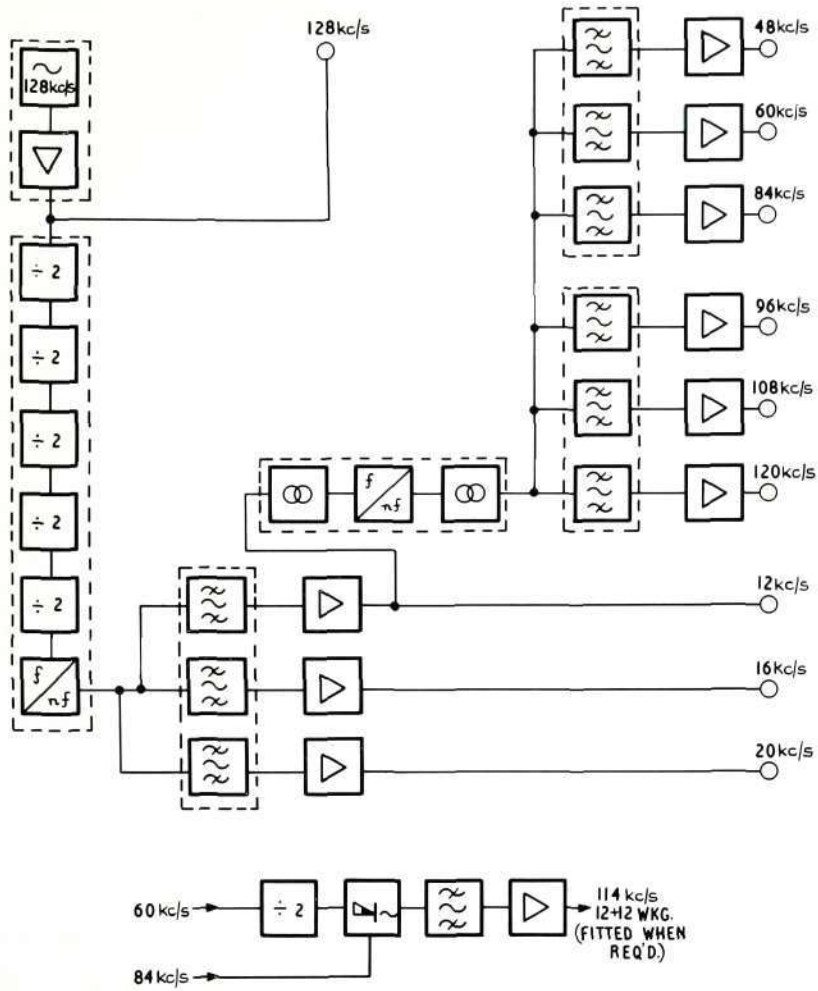 128kc/s
48kc/s
128kc/s
60kc/s
84kc/s
÷ 2
÷ 2
96kc/s
÷ 2
108kc/s
÷ 2
f
nf
120kc/s
÷ 2
12kc/s
f
nf
16kc/s
20kc/s
60kc/s
÷ 2
114 kc/s
12+12 WKG.
(FITTED WHEN
REQ'D.)
84kc/s